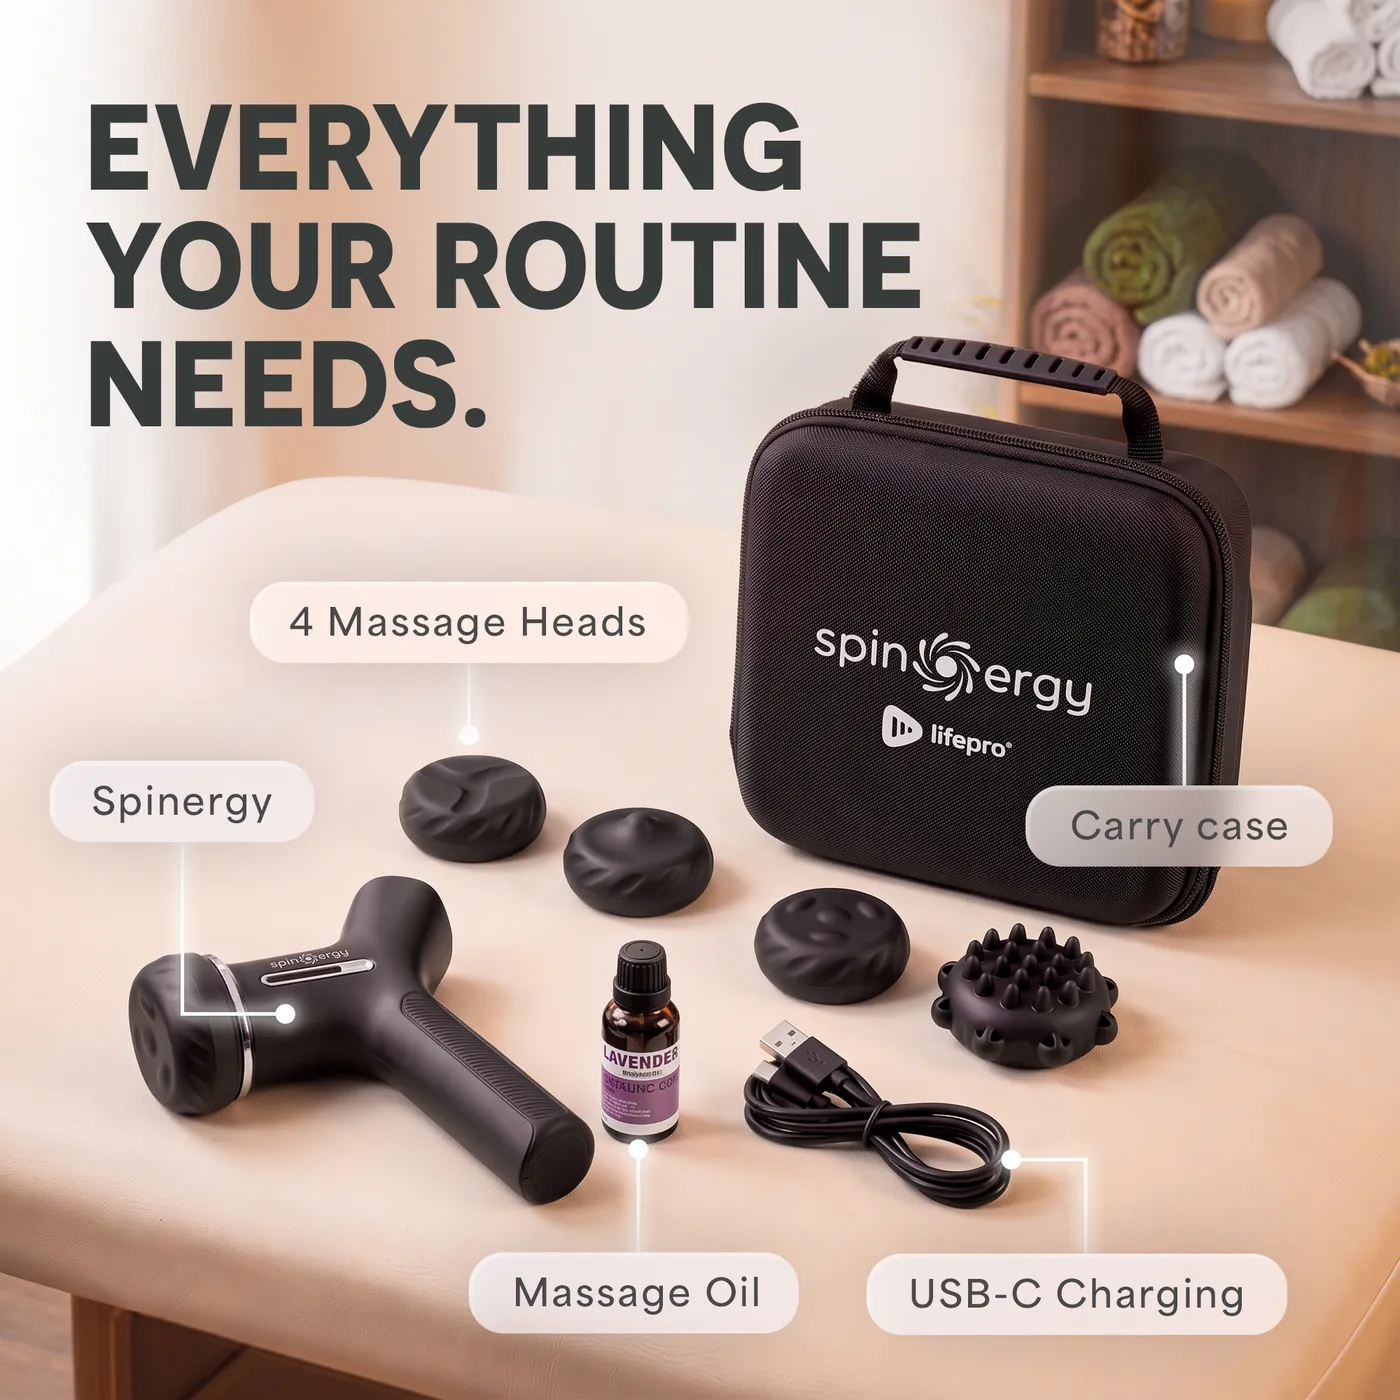 EVERYTHING
YOUR ROUTINE
NEEDS.
4 Massage Heads
Spinergy
spinergy
lifepro®
Carry case
spinergy
LAVENDER
Massage Oil
USB-C Charging